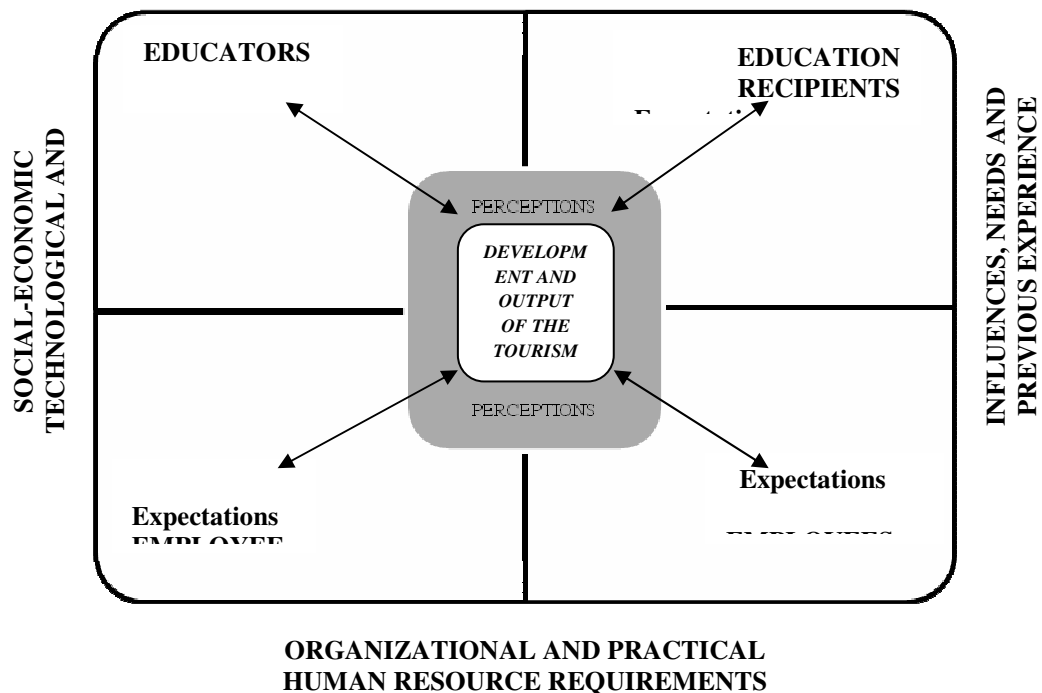 EDUCATORS
EDUCATION
RECIPIENTS
SOCIAL-ECONOMIC
TECHNOLOGICAL AND
PERCEPTIONS
DEVELOPM
ENT AND
OUTPUT
OF THE
TOURISM
PERCEPTIONS
INFLUENCES, NEEDS AND
PREVIOUS EXPERIENCE
Expectations
Expectations
ORGANIZATIONAL AND PRACTICAL
HUMAN RESOURCE REQUIREMENTS